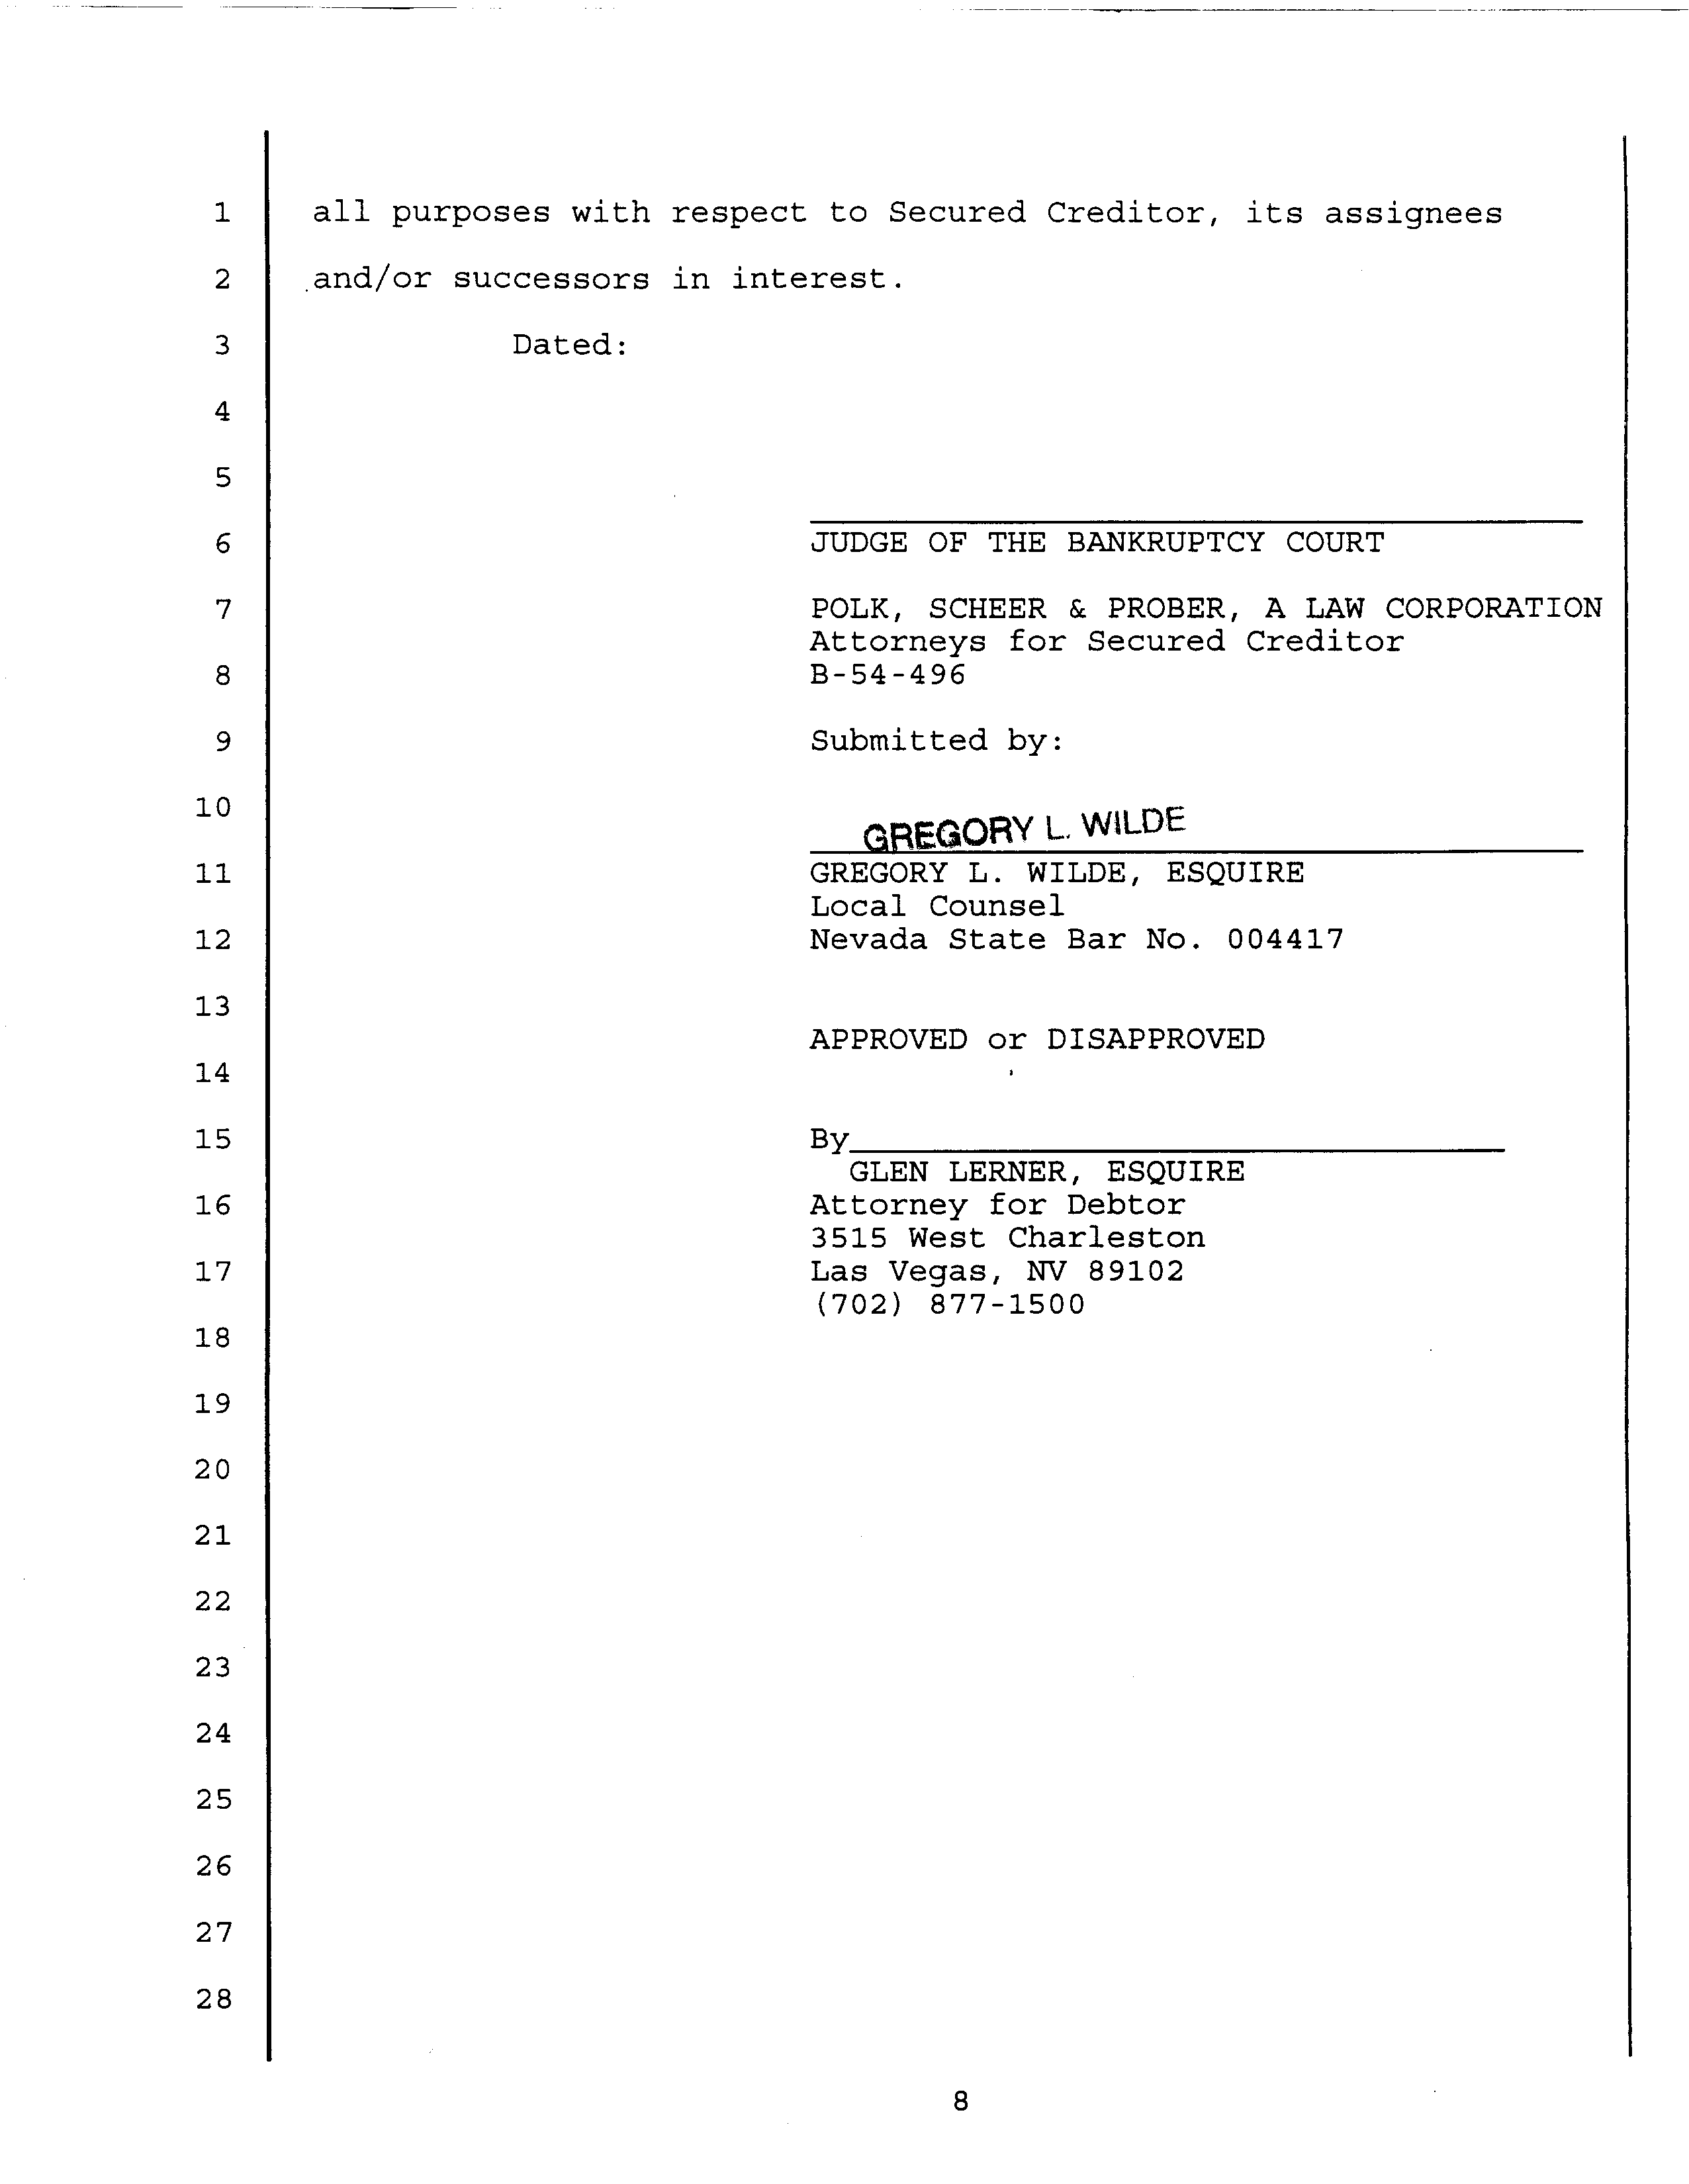 1 all purposes with respect to Secured Creditor, its assignees
2 and/or successors in interest.
3 Dated:
4
5
6 JUDGE OF THE BANKRUPTCY COURT
7 POLK, SCHEER & PROBER, A LAW CORPORATION
Attorneys for Secured Creditor
8 B-54-496
9 Submitted by:
10 GREGORY L. WILDE
11 GREGORY L. WILDE, ESQUIRE
Local Counsel
12 Nevada State Bar No. 004417
13
APPROVED or DISAPPROVED
14
15 By
GLEN LERNER, ESQUIRE
16 Attorney for Debtor
3515 West Charleston
17 Las Vegas, NV 89102
(702) 877-1500
18
19
20
21
22
23
24
25
26
27
28
8